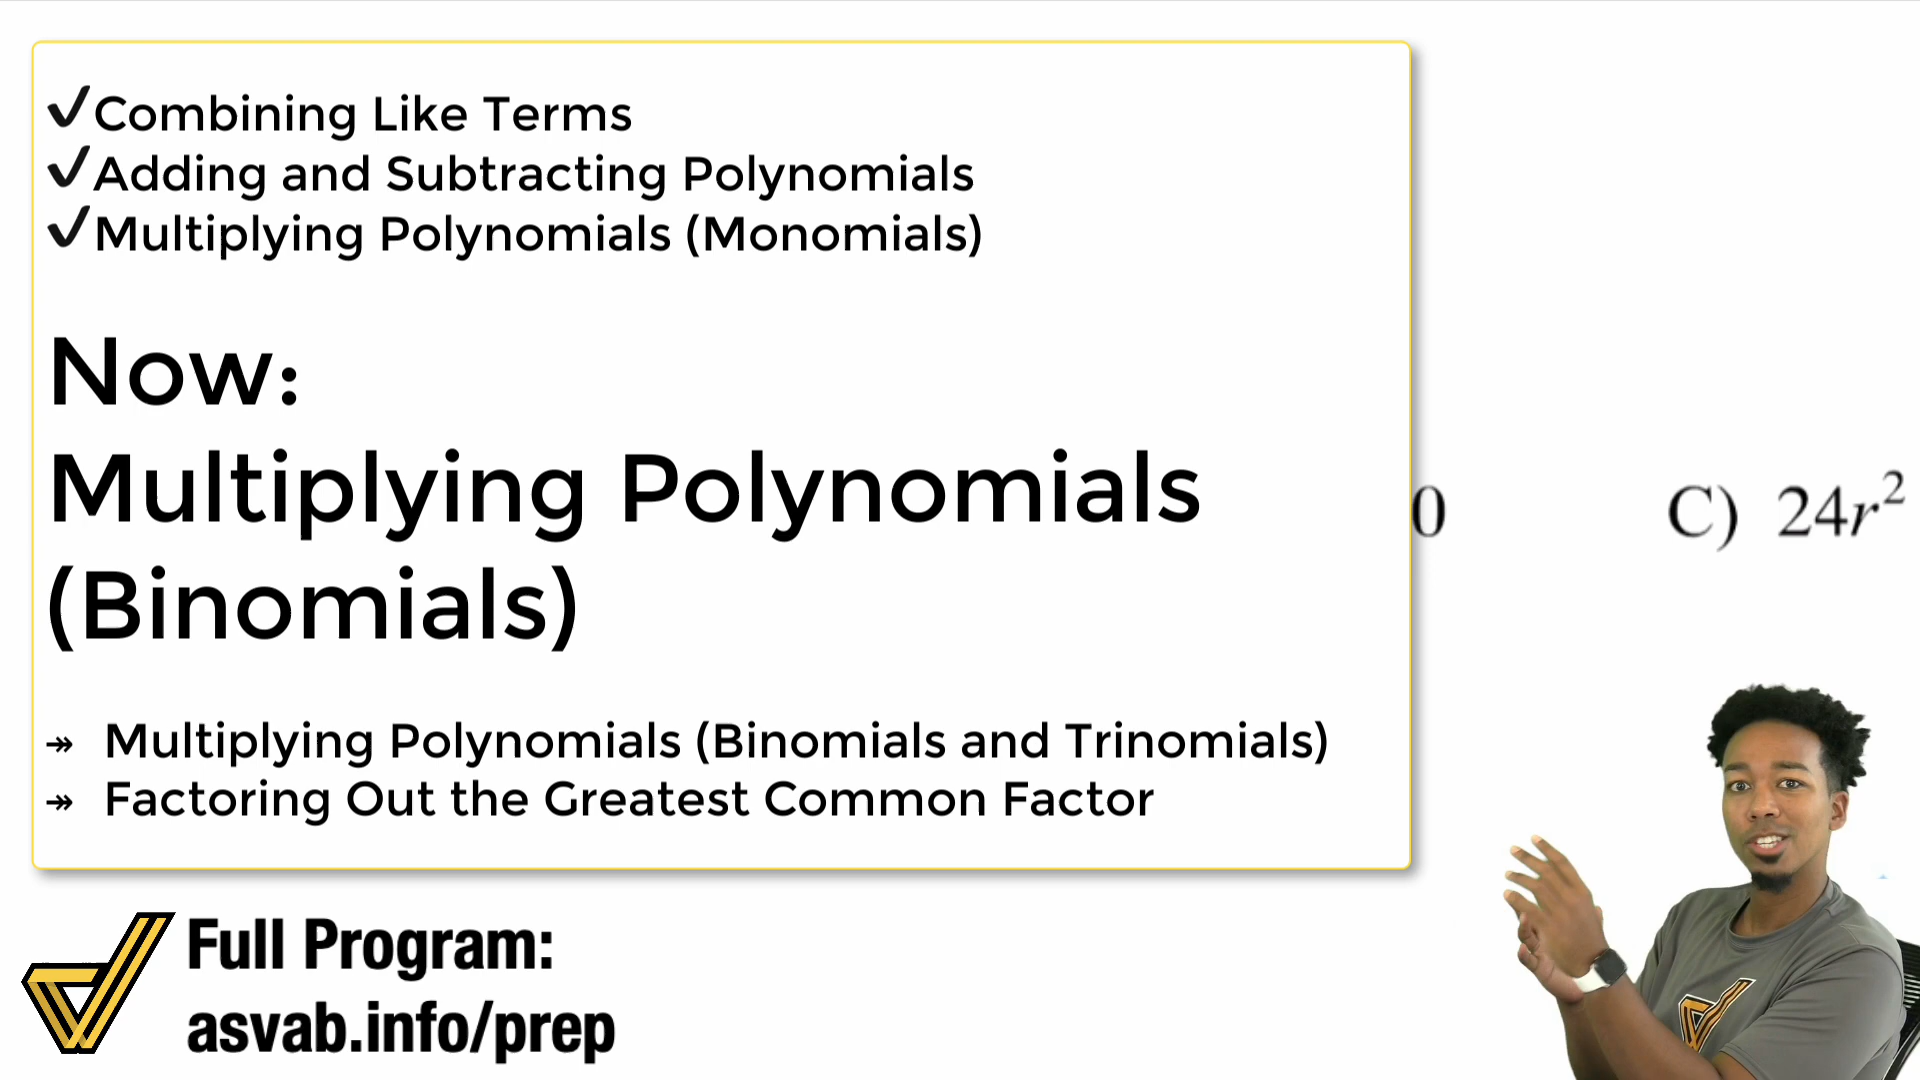 ✓Combining Like Terms
✓Adding and Subtracting Polynomials
✓Multiplying Polynomials (Monomials)
Now:
Multiplying Polynomials
(Binomials)
0
C) 24r²
↠ Multiplying Polynomials (Binomials and Trinomials)
↠ Factoring Out the Greatest Common Factor
Full Program:
asvab.info/prep